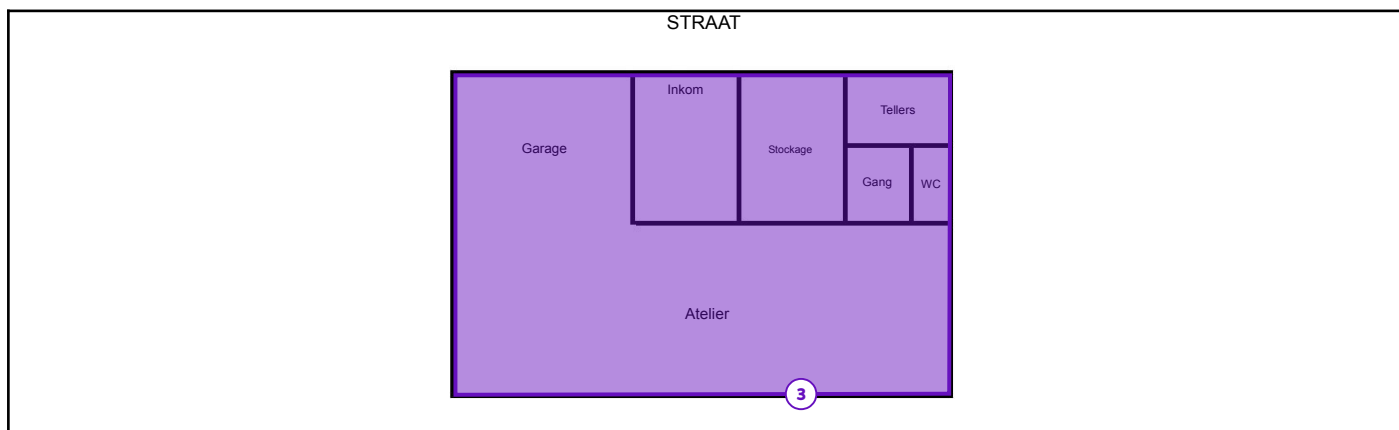 STRAAT
Inkom
Tellers
Garage
Stockage
Gang
WC
Atelier
3